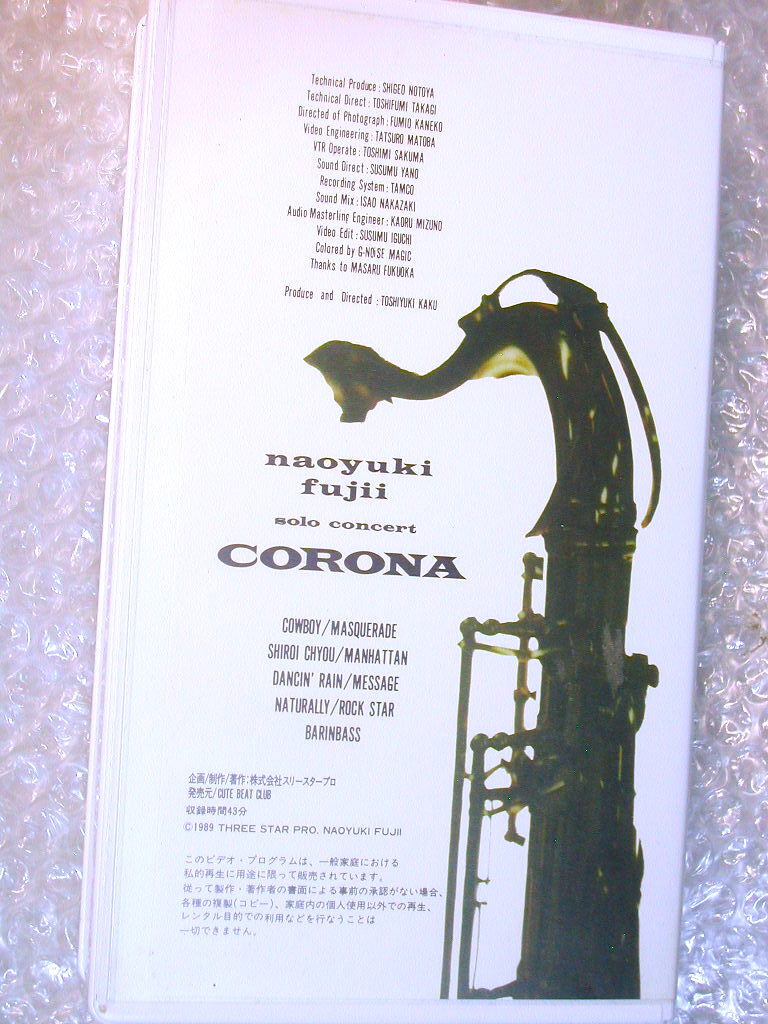 Technical Produce : SHIGEO NOTOYA
Technical Direct : TOSHIFUMI TAKAGI
Directed of Photograph : FUMIO KANEKO
Video Engineering : TATSURO MATOBA
VTR Operate : TOSHIMI SAKUMA
Sound Direct : SUSUMU YANO
Recording System : TAMCO
Sound Mix : ISAO NAKAZAKI
Audio Masterling Engineer : KAORU MIZUNO
Video Edit : SUSUMU IGUCHI
Colored by G-NOISE MAGIC
Thanks to MASARU FUKUOKA
Produce and Directed : TOSHIYUKI KAKU
naoyuki
fujii
solo concert
CORONA
COWBOY/MASQUERADE
SHIROI CHYOU/MANHATTAN
DANCIN' RAIN/MESSAGE
NATURALLY/ROCK STAR
BARINBASS
企画/制作/著作:株式会社スリースタープロ
発売元/CUTE BEAT CLUB
収録時間43分
©1989 THREE STAR PRO. NAOYUKI FUJII
このビデオ・プログラムは、一般家庭における
私的再生に用途に限って販売されています。
従って製作・著作者の書面による事前の承認がない場合、
各種の複製(コピー)、家庭内の個人使用以外での再生、
レンタル目的での利用などを行なうことは
一切できません。